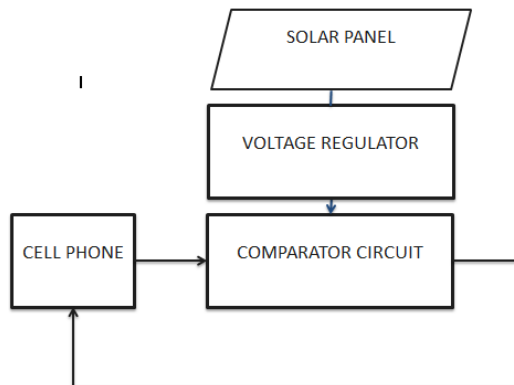 SOLAR PANEL
I
VOLTAGE REGULATOR
CELL PHONE
COMPARATOR CIRCUIT